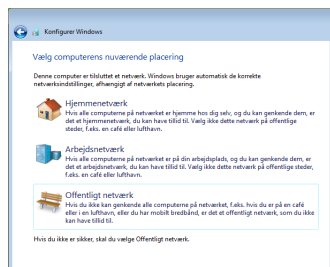 Konfigurer Windows
Vælg computerens nuværende placering
Denne computer er tilsluttet et netværk. Windows bruger automatisk de korrekte
netværksindstillinger, afhængigt af netværkets placering.
Hjemmenetværk
Hvis alle computerne på netværket er hjemme hos dig selv, og du kan genkende dem, er
det et hjemmenetværk, du kan have tillid til. Vælg ikke dette netværk på offentlige
steder, f.eks. en café eller lufthavn.
Arbejdsnetværk
Hvis alle computerne på netværket er på din arbejdsplads, og du kan genkende dem, er
det et arbejdsnetværk, du kan have tillid til. Vælg ikke dette netværk på offentlige steder,
f.eks. en café eller lufthavn.
Offentligt netværk
Hvis du ikke kan genkende alle computerne på netværket, f.eks. hvis du er på en café
eller i en lufthavn, eller du har mobilt bredbånd, er det et offentligt netværk, som du ikke
kan have tillid til.
Hvis du ikke er sikker, skal du vælge Offentligt netværk.